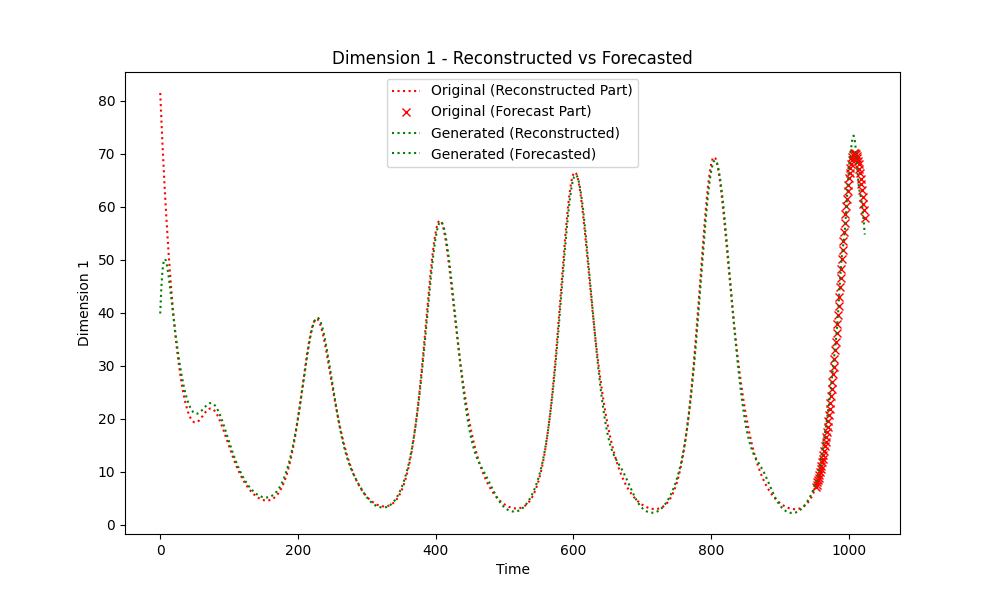 Dimension 1 - Reconstructed vs Forecasted
Original (Reconstructed Part)
Original (Forecast Part)
Generated (Reconstructed)
Generated (Forecasted)
Dimension 1
80
70
60
50
40
30
20
10
0
0 200 400 600 800 1000
Time